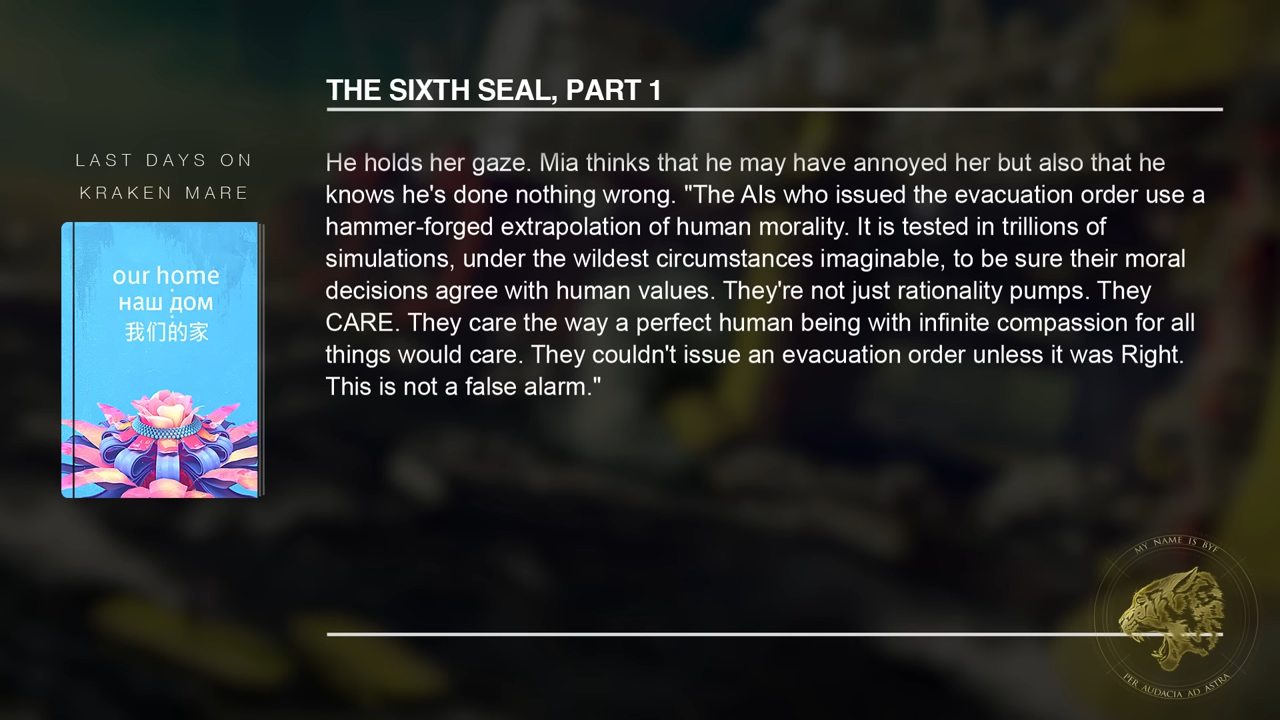 THE SIXTH SEAL, PART 1
LAST DAYS ON
KRAKEN MARE
our home
наш дом
我们的家
He holds her gaze. Mia thinks that he may have annoyed her but also that he
knows he's done nothing wrong. "The AIs who issued the evacuation order use a
hammer-forged extrapolation of human morality. It is tested in trillions of
simulations, under the wildest circumstances imaginable, to be sure their moral
decisions agree with human values. They're not just rationality pumps. They
CARE. They care the way a perfect human being with infinite compassion for all
things would care. They couldn't issue an evacuation order unless it was Right.
This is not a false alarm."
MY NAME IS BYF
PER AUDACIA AD ASTRA